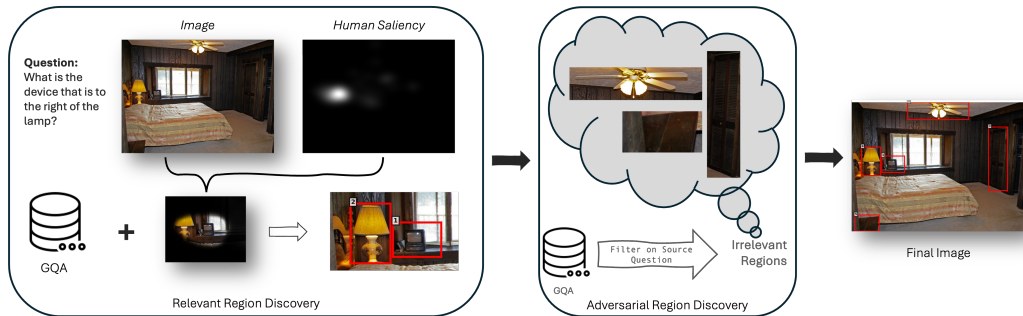 Image
Human Saliency
Question:
What is the
device that is to
the right of the
lamp?
GQA
+
2
1
Relevant Region Discovery
GQA
Filter on Source
Question
Irrelevant
Regions
Adversarial Region Discovery
Final Image